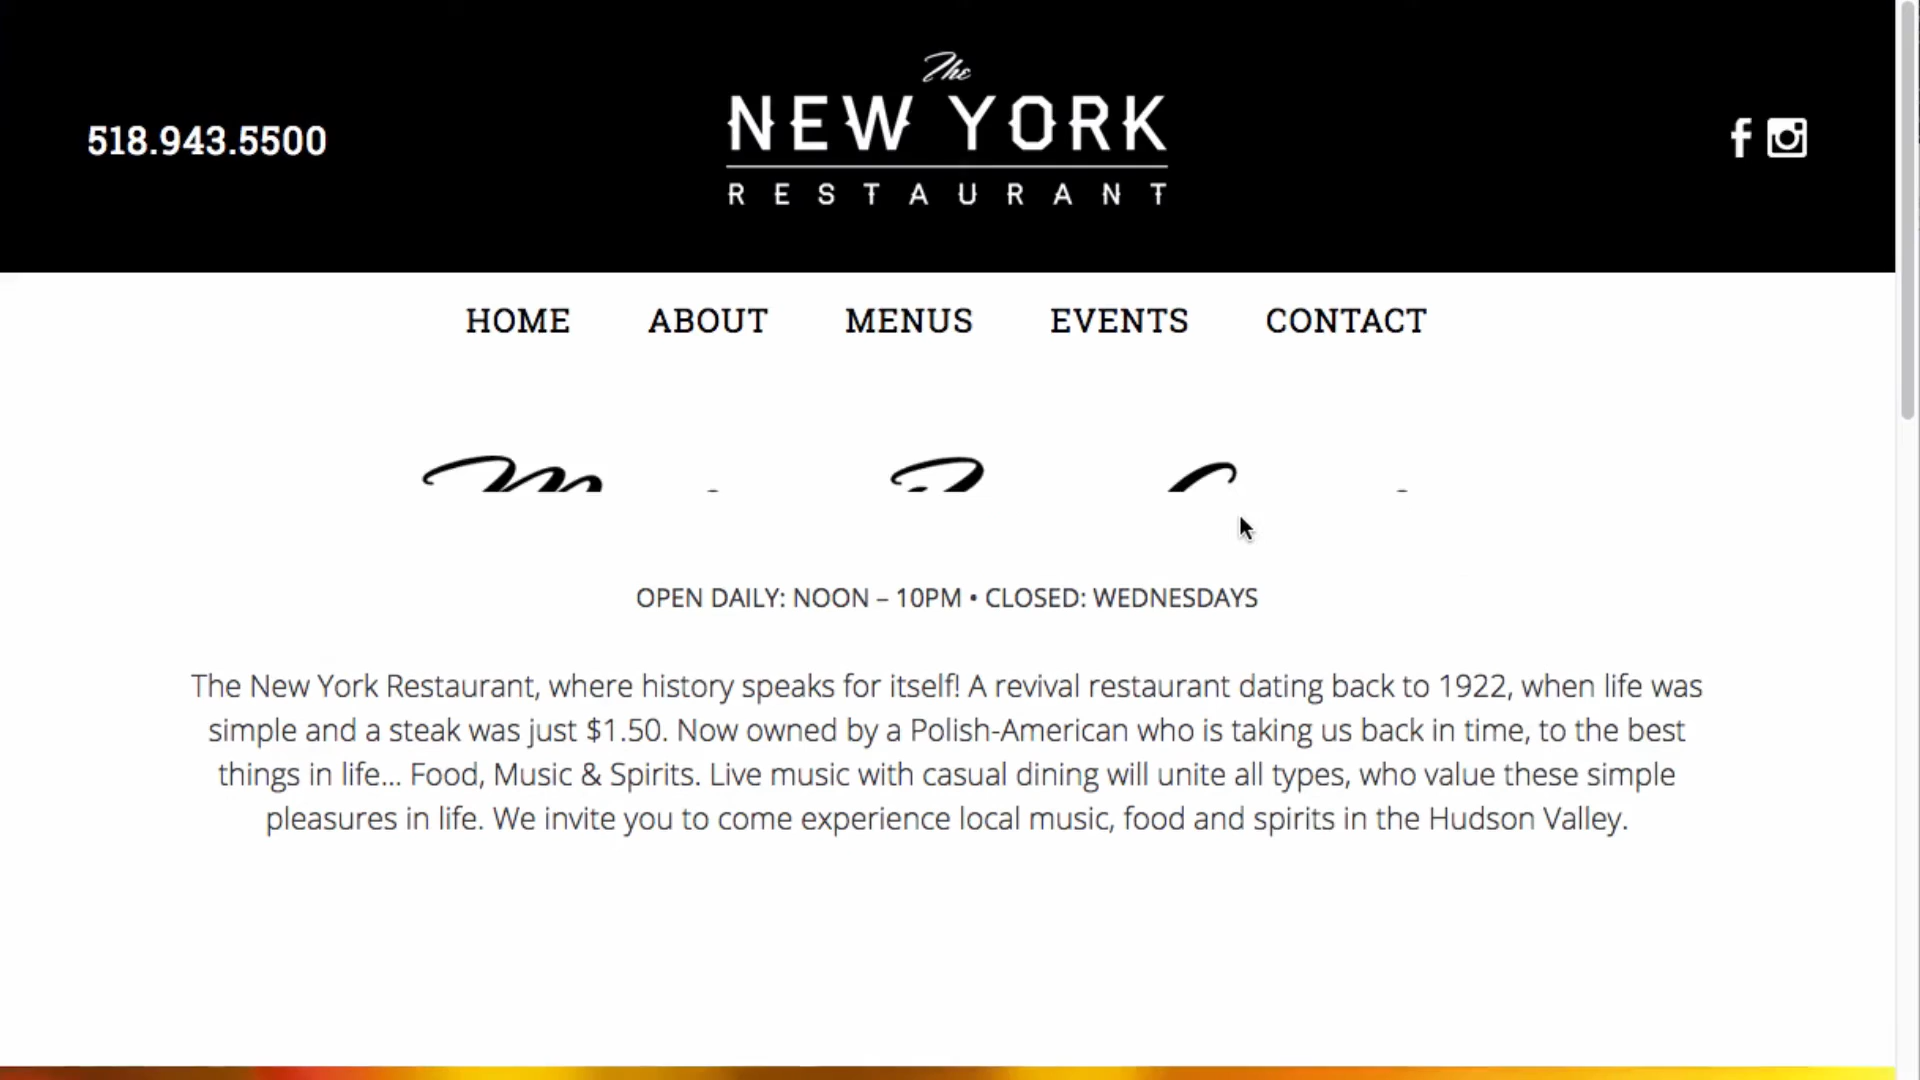 The
NEW YORK
RESTAURANT
518.943.5500
HOME ABOUT MENUS EVENTS CONTACT
OPEN DAILY: NOON – 10PM • CLOSED: WEDNESDAYS
The New York Restaurant, where history speaks for itself! A revival restaurant dating back to 1922, when life was
simple and a steak was just $1.50. Now owned by a Polish-American who is taking us back in time, to the best
things in life... Food, Music & Spirits. Live music with casual dining will unite all types, who value these simple
pleasures in life. We invite you to come experience local music, food and spirits in the Hudson Valley.